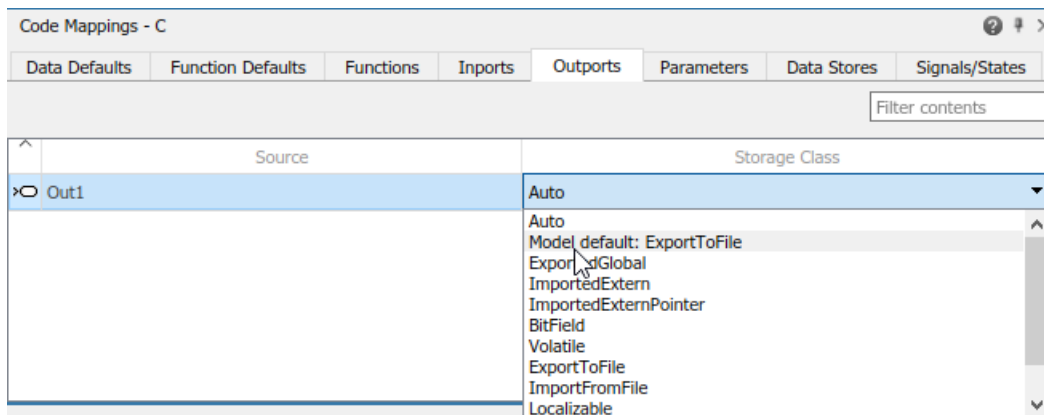 Code Mappings - C
Data Defaults Function Defaults Functions Inports Outports Parameters Data Stores Signals/States
Filter contents
Source Storage Class
Out1 Auto
Auto
Model default: ExportToFile
ExportedGlobal
ImportedExtern
ImportedExternPointer
BitField
Volatile
ExportToFile
ImportFromFile
Localizable